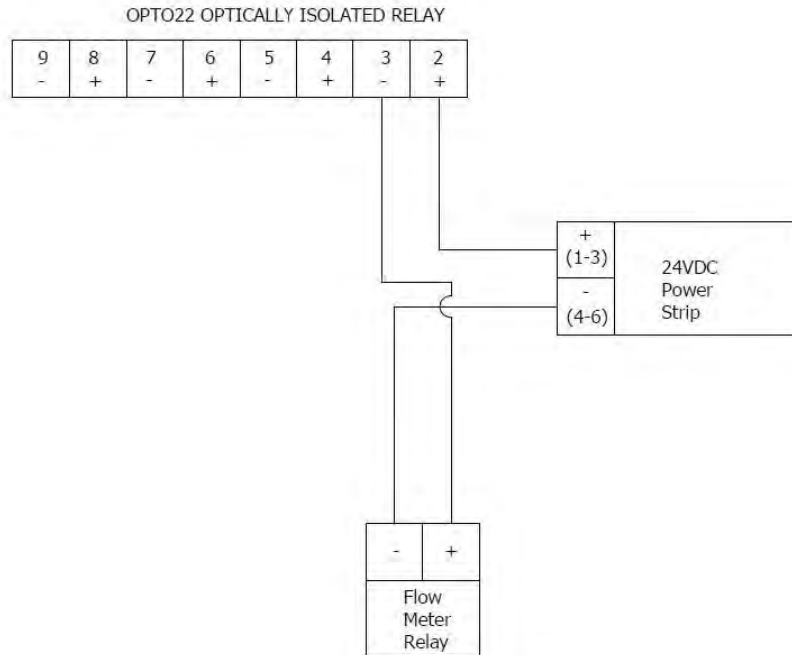 OPTO22 OPTICALLY ISOLATED RELAY
9 8 7 6 5 4 3 2
- + - + - + - +
+
(1-3)
-
(4-6)
24VDC
Power
Strip
- +
Flow
Meter
Relay